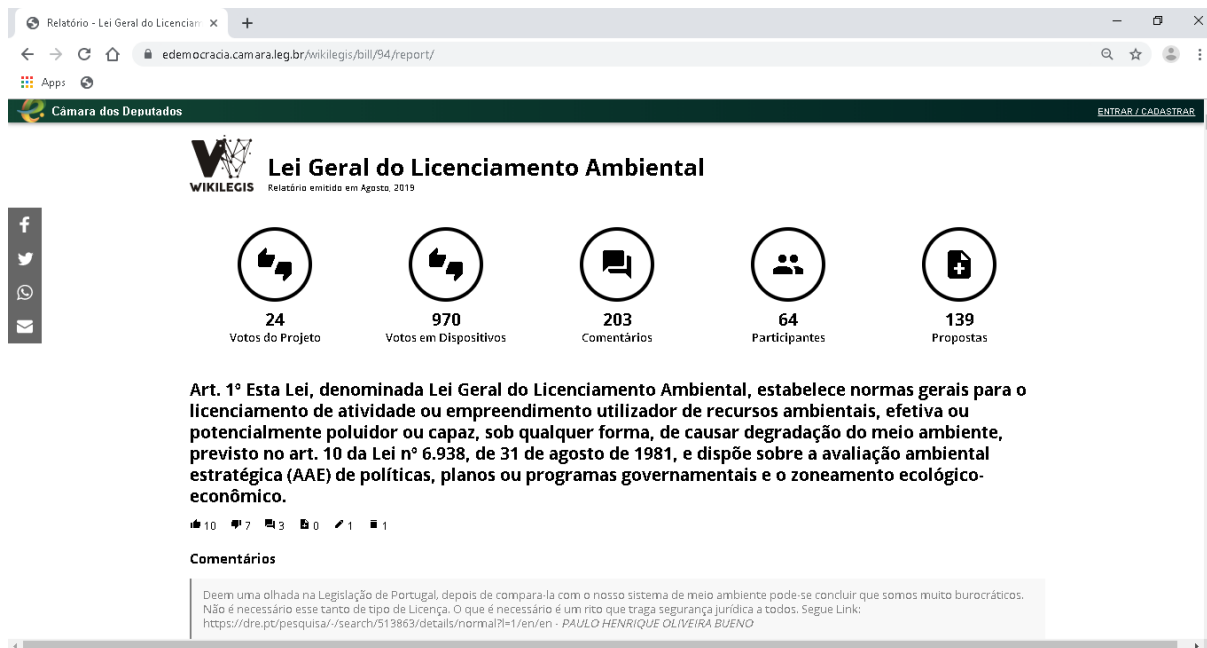 Relatório - Lei Geral do Licenciam
edemocracia.camara.leg.br/wikilegis/bill/94/report/
Apps
Câmara dos Deputados
ENTRAR / CADASTRAR
WIKILEGIS
Lei Geral do Licenciamento Ambiental
Relatório emitido em Agosto, 2019
24
Votos do Projeto
970
Votos em Dispositivos
203
Comentários
64
Participantes
139
Propostas
Art. 1º Esta Lei, denominada Lei Geral do Licenciamento Ambiental, estabelece normas gerais para o
licenciamento de atividade ou empreendimento utilizador de recursos ambientais, efetiva ou
potencialmente poluidor ou capaz, sob qualquer forma, de causar degradação do meio ambiente,
previsto no art. 10 da Lei nº 6.938, de 31 de agosto de 1981, e dispõe sobre a avaliação ambiental
estratégica (AAE) de políticas, planos ou programas governamentais e o zoneamento ecológico-
econômico.
10 7 3 0 1 1
Comentários
Deem uma olhada na Legislação de Portugal, depois de compara-la com o nosso sistema de meio ambiente pode-se concluir que somos muito burocráticos.
Não é necessário esse tanto de tipo de Licença. O que é necessário é um rito que traga segurança jurídica a todos. Segue Link:
https://dre.pt/pesquisa/-/search/513863/details/normal?l=1/en/en - PAULO HENRIQUE OLIVEIRA BUENO